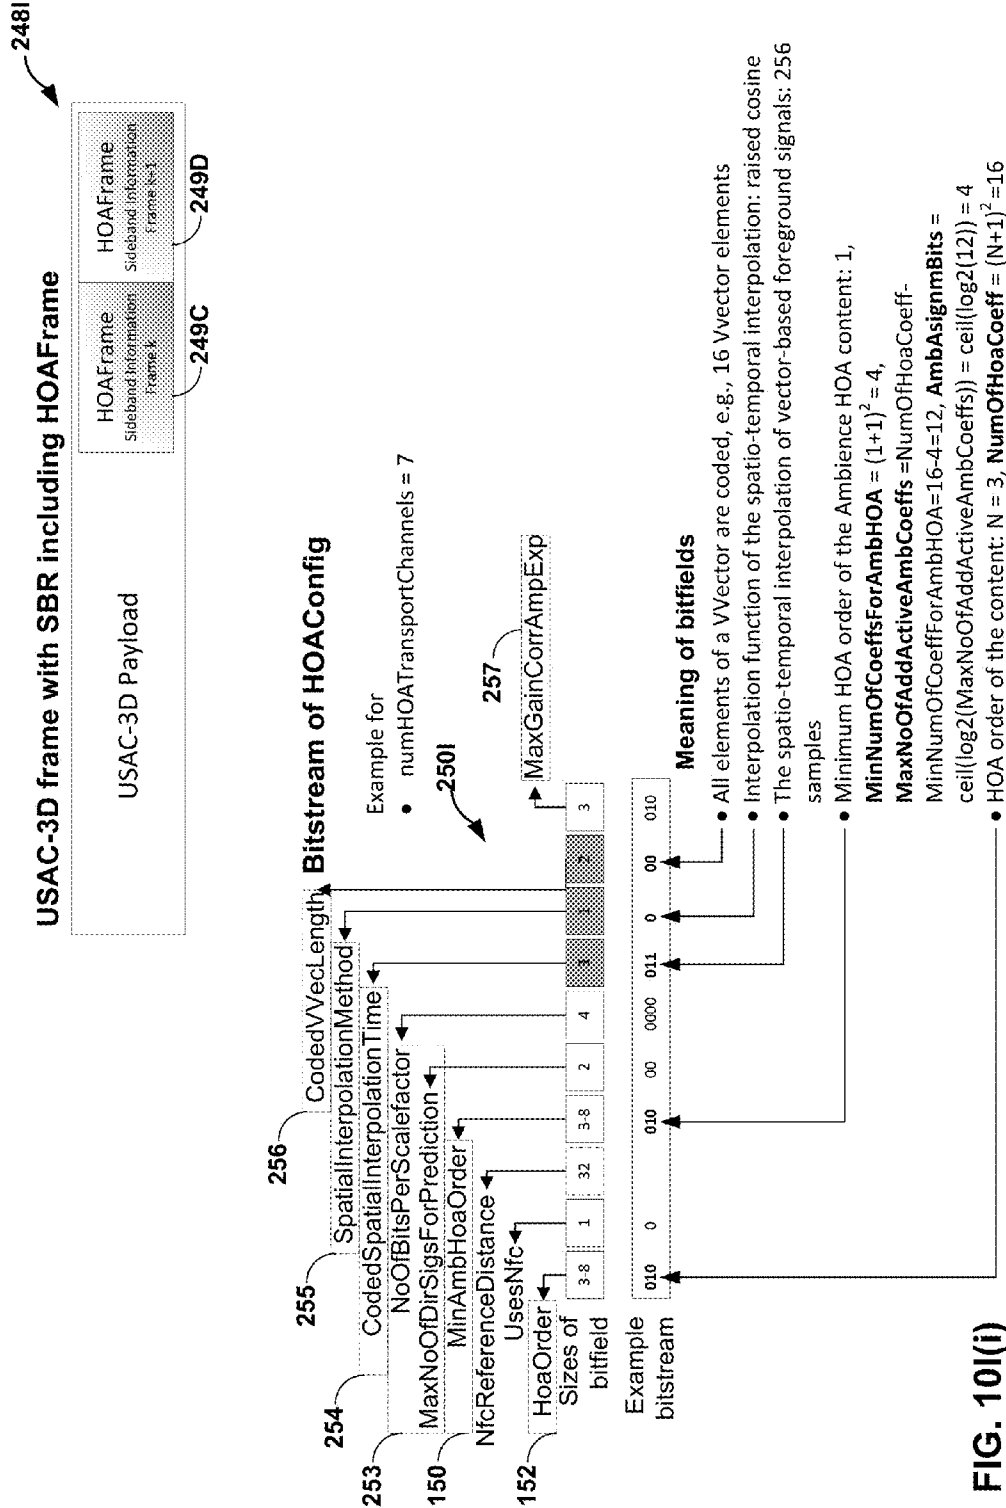 USAC-3D frame with SBR including HOAFrame
248I
USAC-3D Payload
HOAFrame
Sideband Information
Frame k
HOAFrame
Sideband Information
Frame k+1
249C
249D
Bitstream of HOAConfig
Example for
• numHOATransportChannels = 7
250I
256
CodedVVecLength
255
SpatialInterpolationMethod
254
CodedSpatialInterpolationTime
NoOfBitsPerScalefactor
253
MaxNoOfDirSigsForPrediction
150
MinAmbHoaOrder
NfcReferenceDistance
UsesNfc
152
HoaOrder
257
MaxGainCorrAmpExp
Sizes of
bitfield
3-8 1 32 3-8 2 4 3 1 2 3
Example
bitstream
010 0 010 00 0000 011 0 00 010
Meaning of bitfields
• All elements of a VVector are coded, e.g., 16 Vvector elements
• Interpolation function of the spatio-temporal interpolation: raised cosine
• The spatio-temporal interpolation of vector-based foreground signals: 256
samples
• Minimum HOA order of the Ambience HOA content: 1,
MinNumOfCoeffsForAmbHOA = (1+1)² = 4,
MaxNoOfAddActiveAmbCoeffs =NumOfHoaCoeff-
MinNumOfCoeffForAmbHOA=16-4=12, AmbAsignmBits =
ceil(log2(MaxNoOfAddActiveAmbCoeffs)) = ceil(log2(12)) = 4
• HOA order of the content: N = 3, NumOfHoaCoeff = (N+1)² =16
FIG. 10I(i)